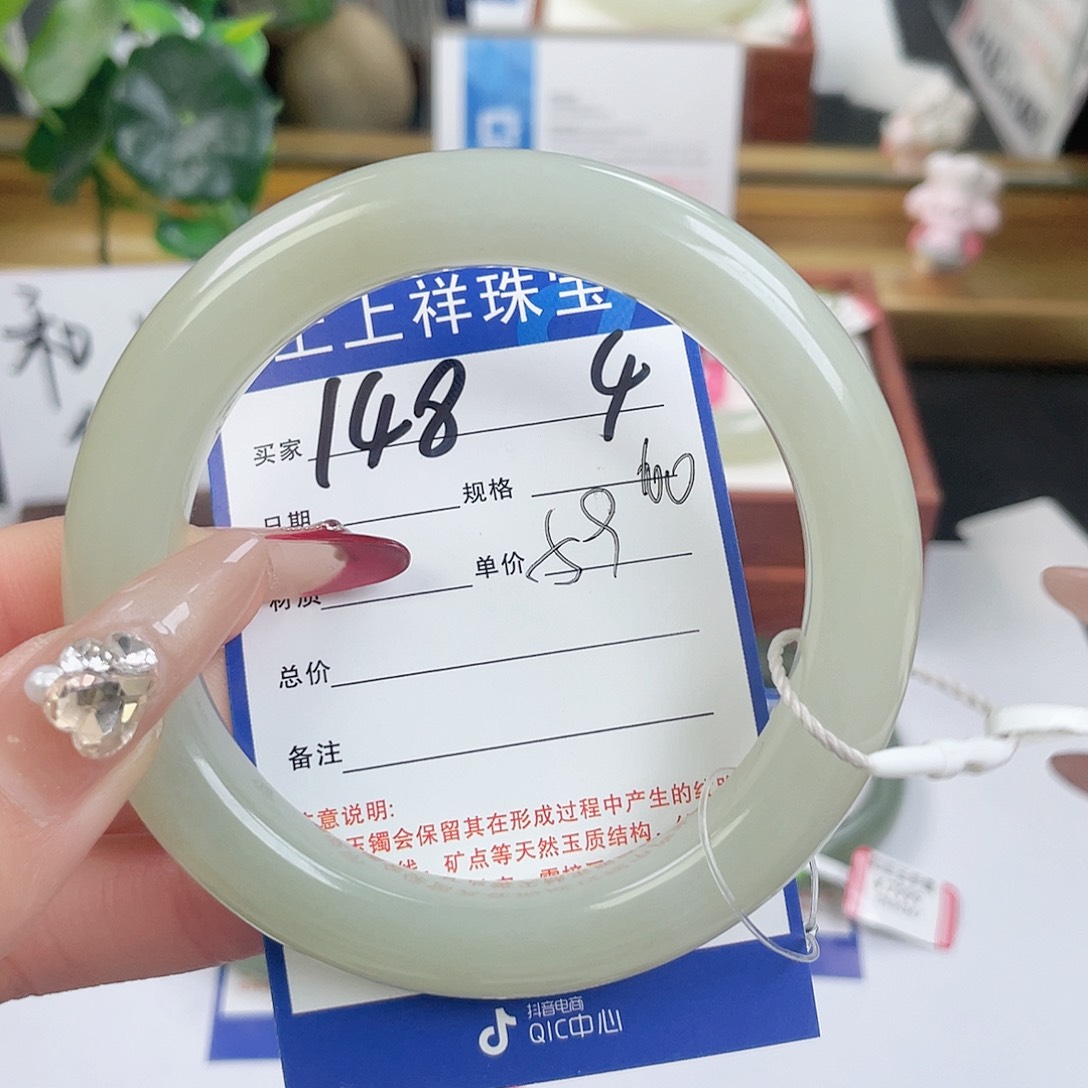 上祥珠宝
148 4
买家
规格 60
日期
单价 59
材质
总价
备注
注意说明:
玉镯会保留其在形成过程中产生的
矿点等天然玉质结构,
抖音电商
QIC中心
和